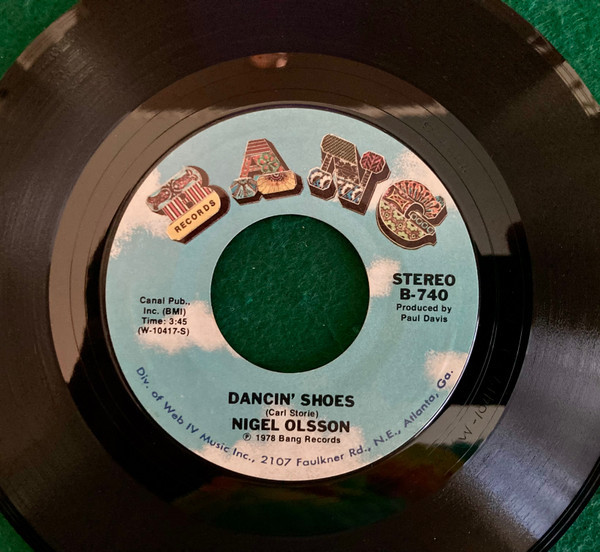 BANG
RECORDS
STEREO
B-740
Produced by
Paul Davis
Canal Pub.,
Inc. (BMI)
Time: 3:45
(W-10417-S)
DANCIN' SHOES
(Carl Storie)
NIGEL OLSSON
℗ 1978 Bang Records
Div. of Web IV Music Inc., 2107 Faulkner Rd., N.E., Atlanta, Ga.